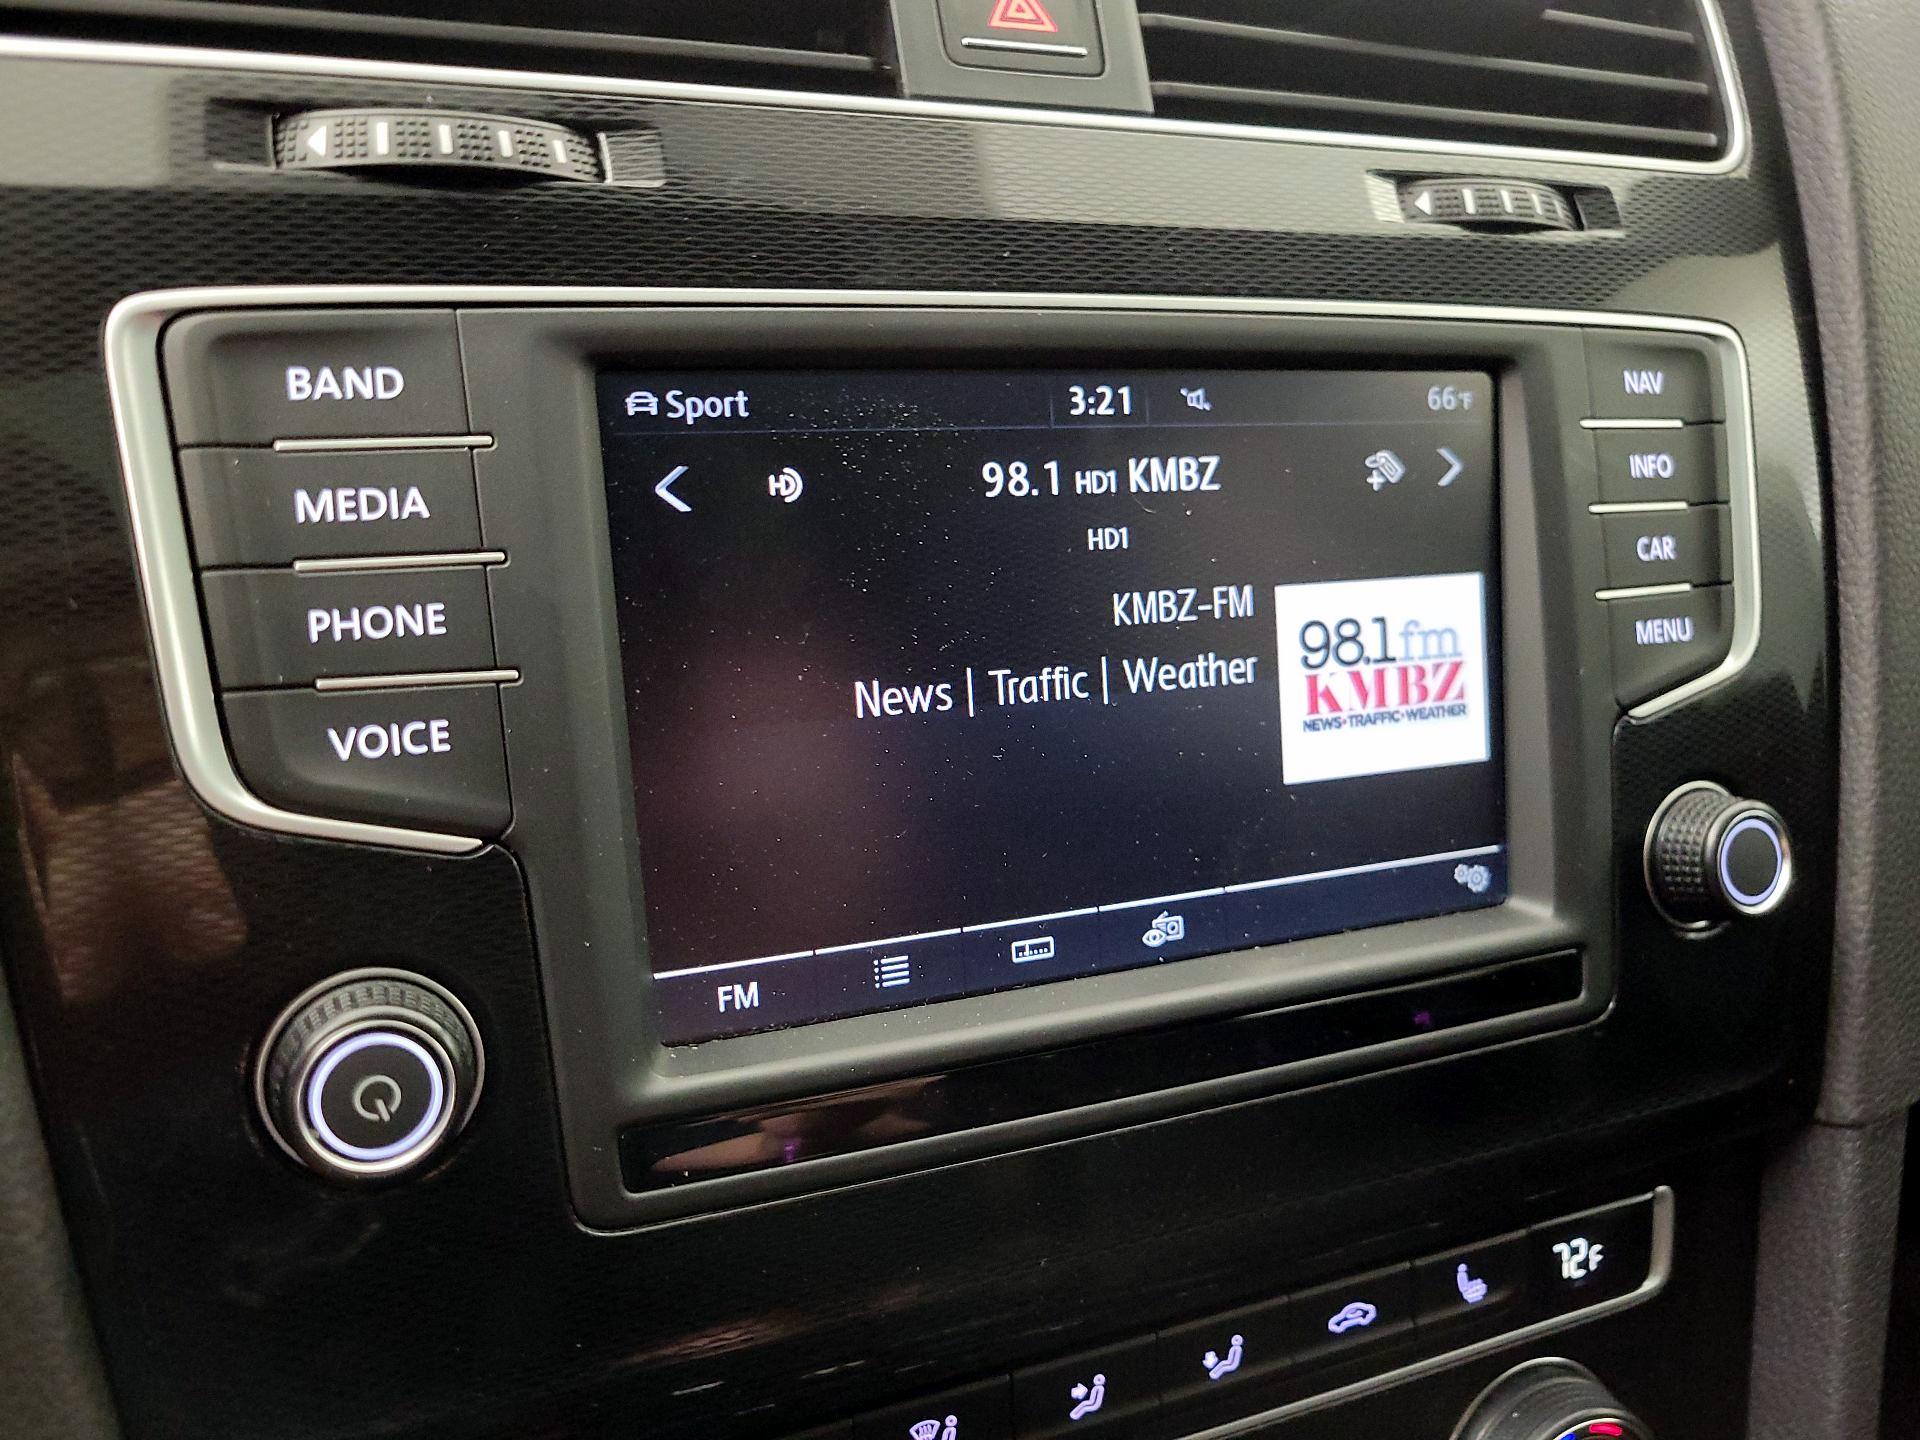 BAND
MEDIA
PHONE
VOICE
Sport
3:21
66°F
HD
98.1 HD1 KMBZ
HD1
KMBZ-FM
News | Traffic | Weather
98.1fm
KMBZ
NEWS•TRAFFIC•WEATHER
FM
NAV
INFO
CAR
MENU
72°F